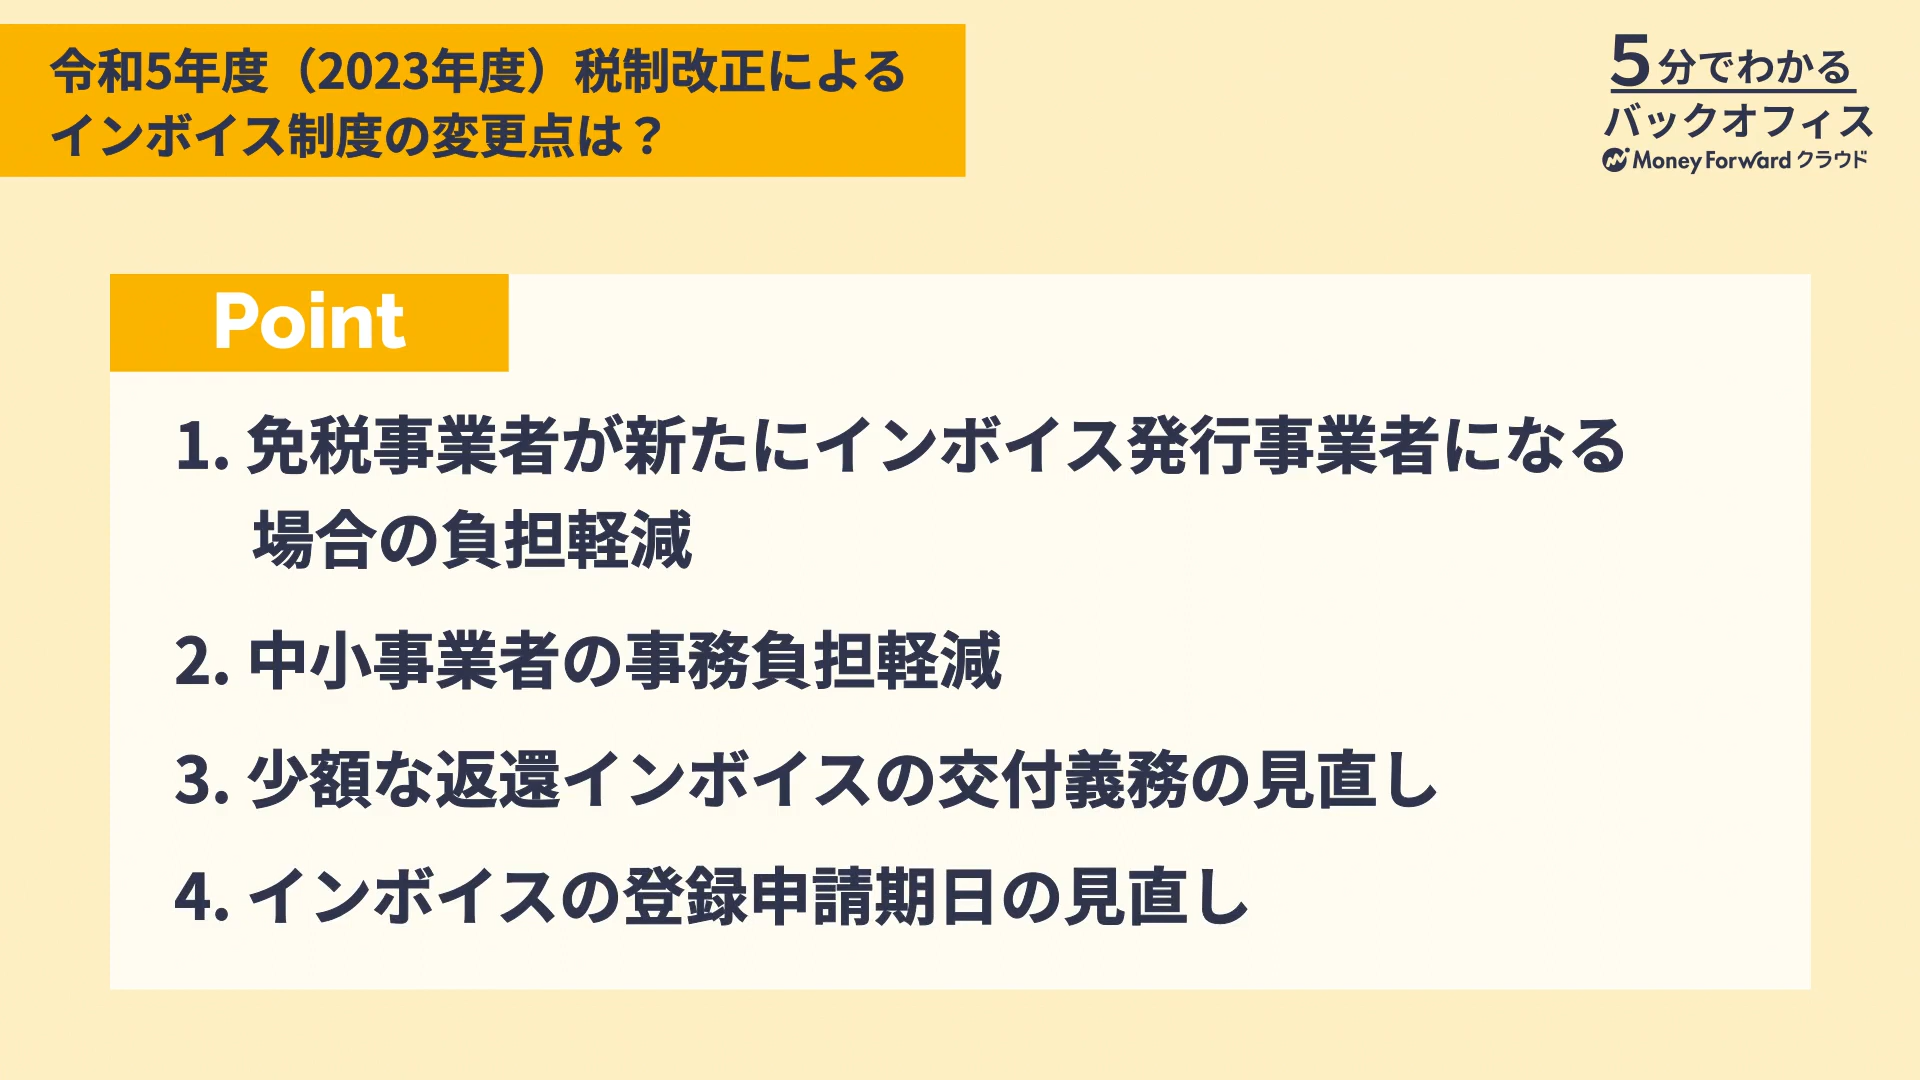 令和5年度（2023年度）税制改正による
インボイス制度の変更点は？
5分でわかる
バックオフィス
Money Forward クラウド
Point
1. 免税事業者が新たにインボイス発行事業者になる
場合の負担軽減
2. 中小事業者の事務負担軽減
3. 少額な返還インボイスの交付義務の見直し
4. インボイスの登録申請期日の見直し